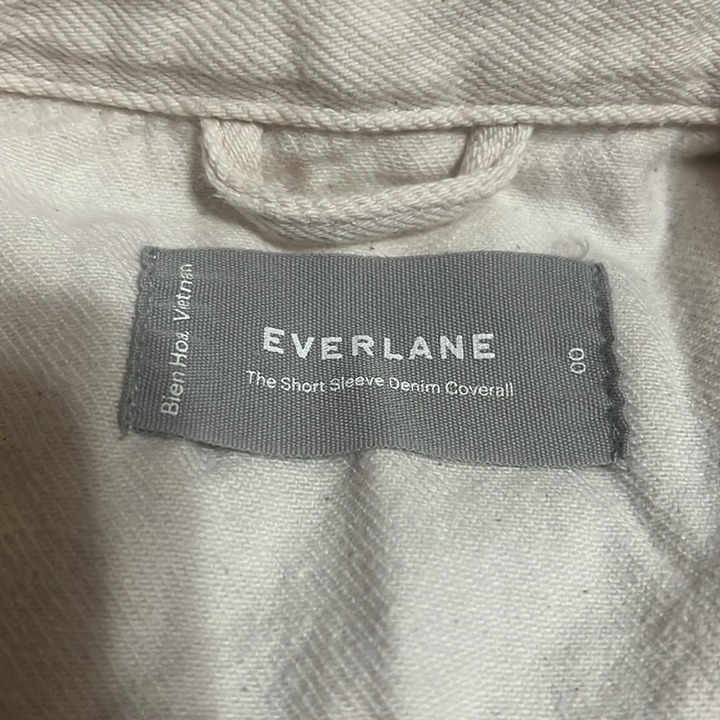 EVERLANE
The Short Sleeve Denim Coverall
Bien Hoa, Vietnam
00